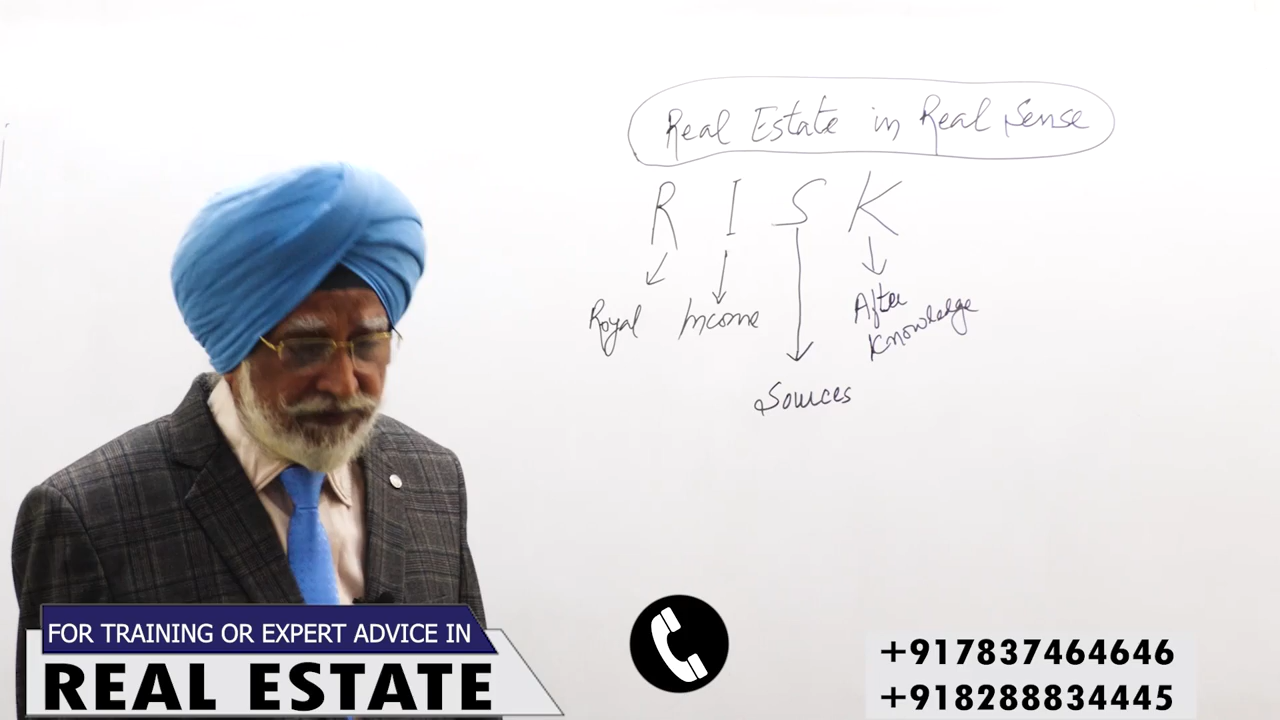 Real Estate in Real Sense
R I S K
Royal Income After
Knowledge
Sources
FOR TRAINING OR EXPERT ADVICE IN
REAL ESTATE
+917837464646
+918288834445